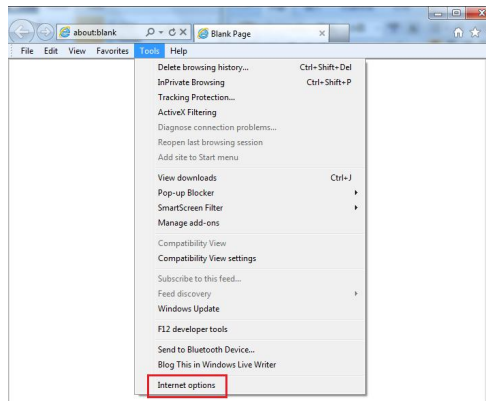 about:blank
Blank Page
File Edit View Favorites Tools Help
Delete browsing history... Ctrl+Shift+Del
InPrivate Browsing Ctrl+Shift+P
Tracking Protection...
ActiveX Filtering
Diagnose connection problems...
Reopen last browsing session
Add site to Start menu
View downloads Ctrl+J
Pop-up Blocker
SmartScreen Filter
Manage add-ons
Compatibility View
Compatibility View settings
Subscribe to this feed...
Feed discovery
Windows Update
F12 developer tools
Send to Bluetooth Device...
Blog This in Windows Live Writer
Internet options